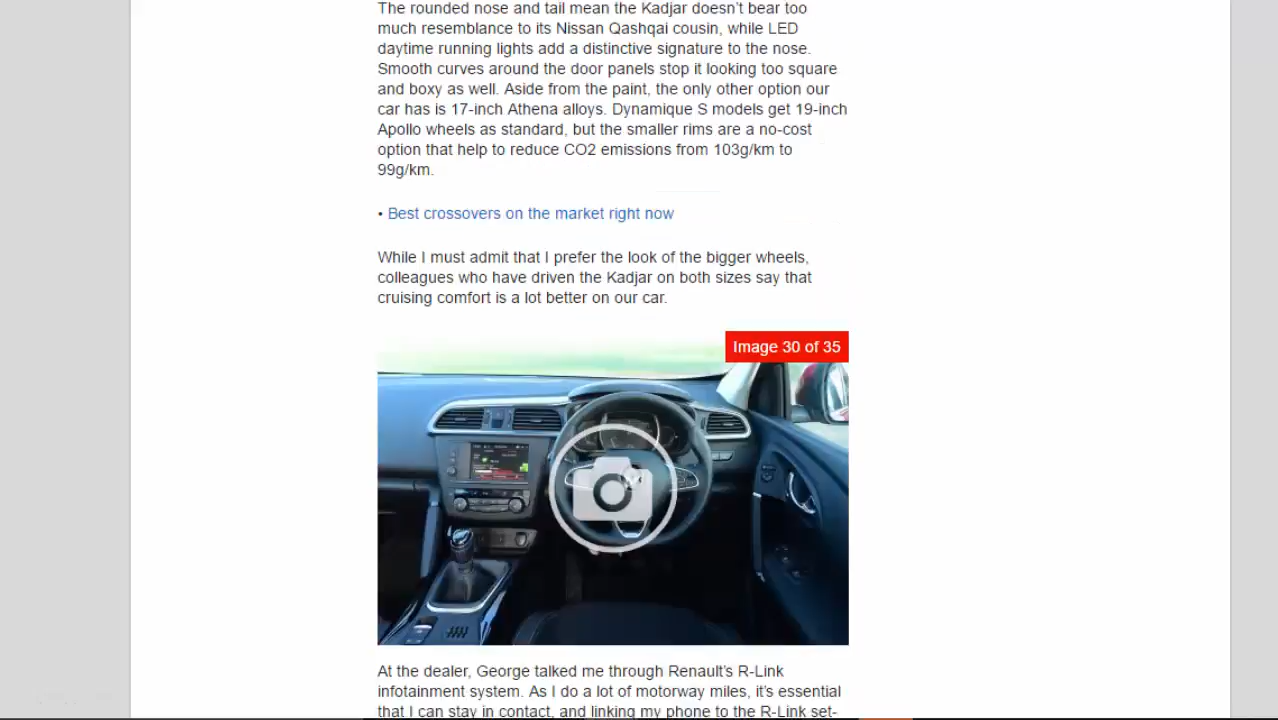 The rounded nose and tail mean the Kadjar doesn’t bear too
much resemblance to its Nissan Qashqai cousin, while LED
daytime running lights add a distinctive signature to the nose.
Smooth curves around the door panels stop it looking too square
and boxy as well. Aside from the paint, the only other option our
car has is 17-inch Athena alloys. Dynamique S models get 19-inch
Apollo wheels as standard, but the smaller rims are a no-cost
option that help to reduce CO2 emissions from 103g/km to
99g/km.
• Best crossovers on the market right now
While I must admit that I prefer the look of the bigger wheels,
colleagues who have driven the Kadjar on both sizes say that
cruising comfort is a lot better on our car.
Image 30 of 35
At the dealer, George talked me through Renault’s R-Link
infotainment system. As I do a lot of motorway miles, it’s essential
that I can stay in contact, and linking my phone to the R-Link set-